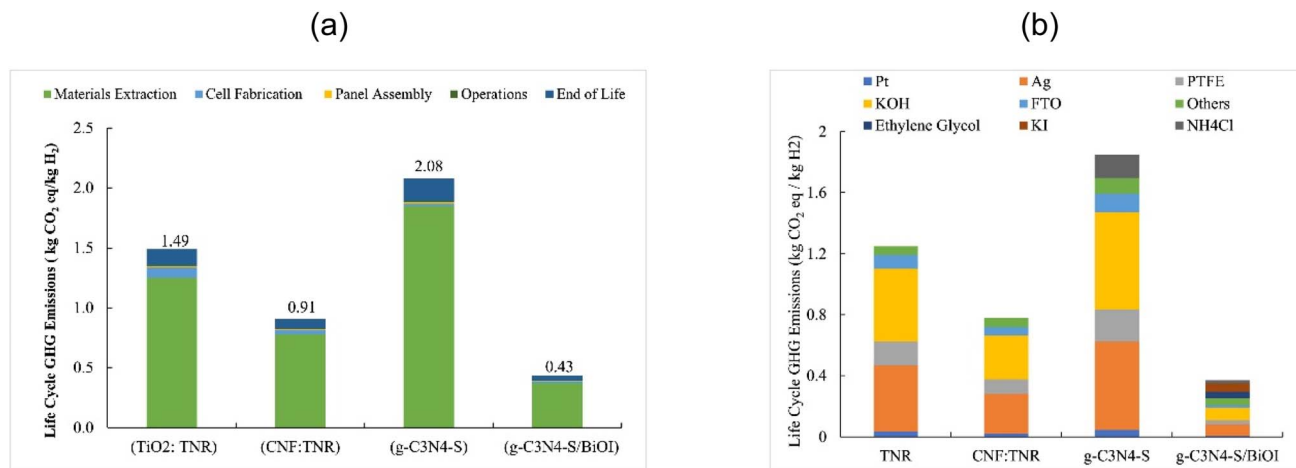 (a)
Materials Extraction Cell Fabrication Panel Assembly Operations End of Life
Life Cycle GHG Emissions ( kg CO₂ eq/kg H₂)
2.5
2.0
1.5
1.0
0.5
0.0
1.49
0.91
2.08
0.43
(TiO2: TNR) (CNF:TNR) (g-C3N4-S) (g-C3N4-S/BiOI)
(b)
Pt Ag PTFE
KOH FTO Others
Ethylene Glycol KI NH4Cl
Life Cycle GHG Emissions (kg CO₂ eq / kg H2)
2
1.6
1.2
0.8
0.4
0
TNR CNF:TNR g-C3N4-S g-C3N4-S/BiOI